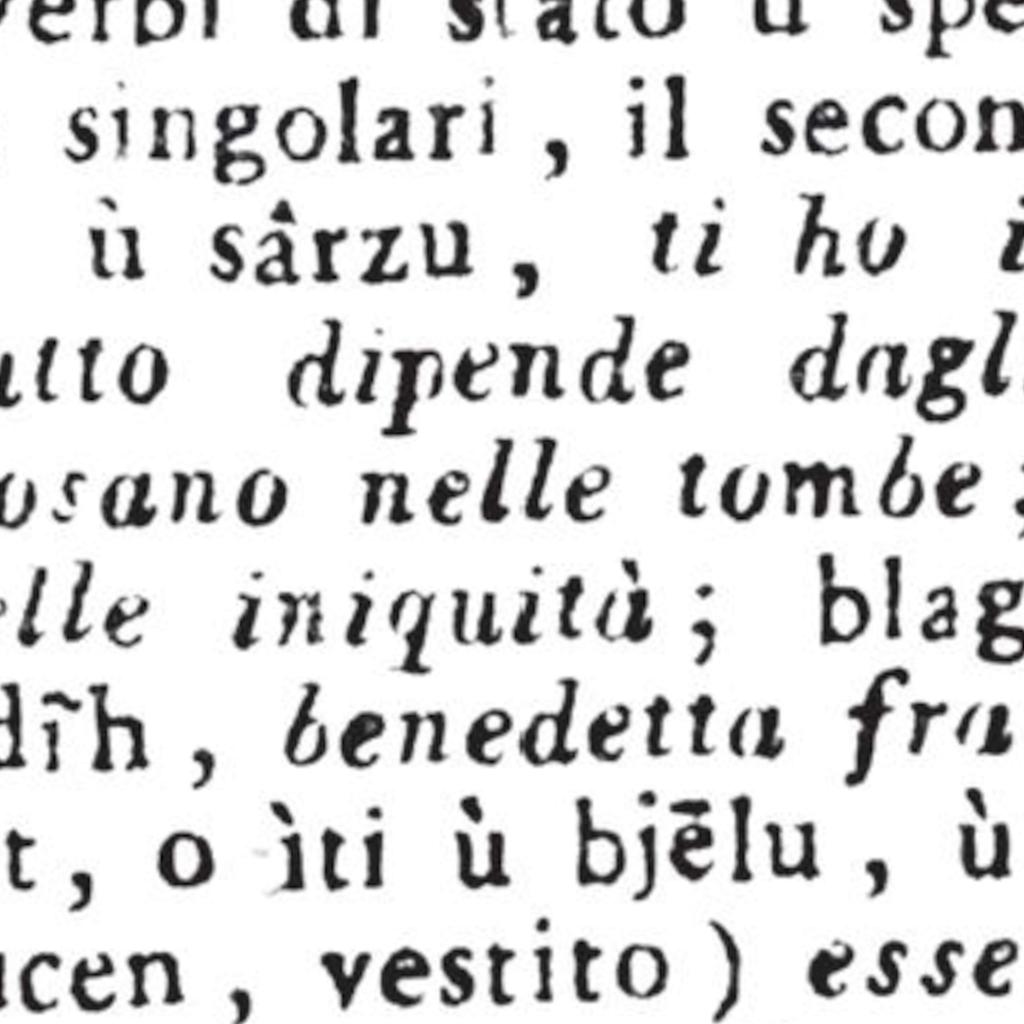 verbi di stato ù spe
singolari, il secon
ù sârzu, ti ho i
utto dipende dagli
osano nelle tombe;
elle iniquità; blag
dĩh, benedetta fra
t, o ìti ù bjēlu, ù
ucen, vestito) esse